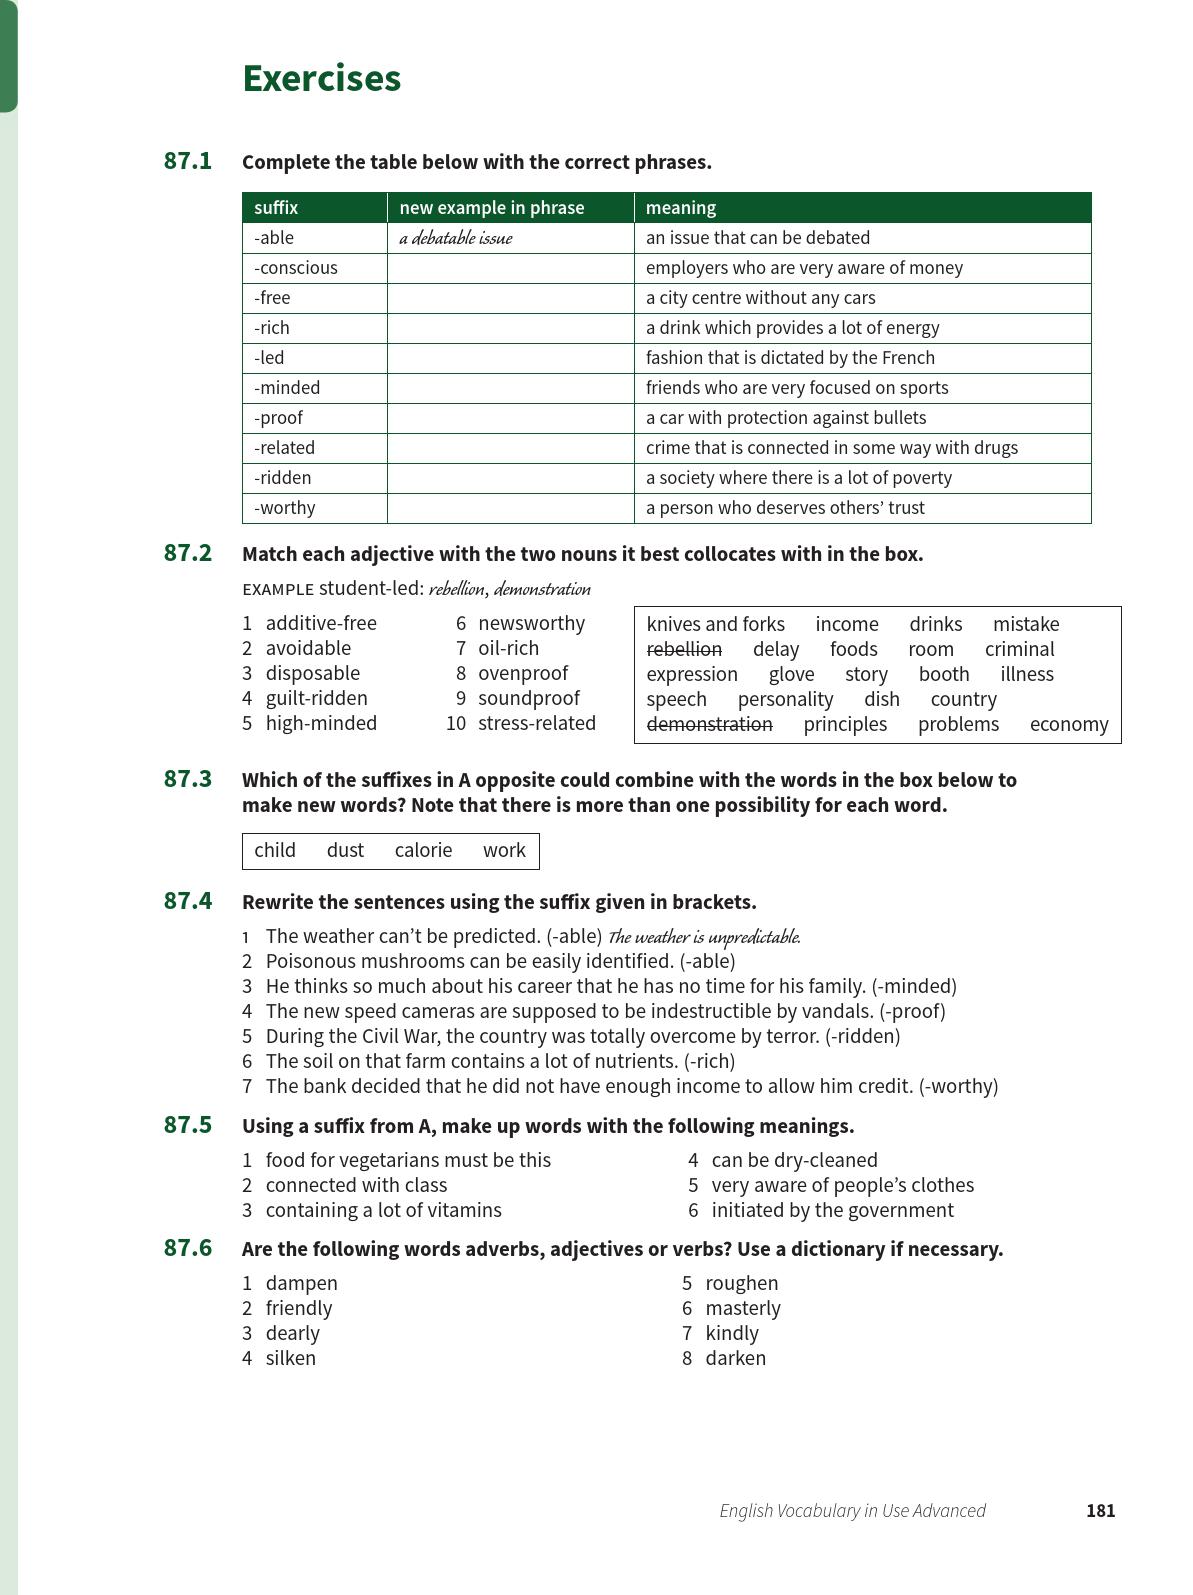 Exercises
87.1 Complete the table below with the correct phrases.
suffix new example in phrase meaning
-able a debatable issue an issue that can be debated
-conscious employers who are very aware of money
-free a city centre without any cars
-rich a drink which provides a lot of energy
-led fashion that is dictated by the French
-minded friends who are very focused on sports
-proof a car with protection against bullets
-related crime that is connected in some way with drugs
-ridden a society where there is a lot of poverty
-worthy a person who deserves others’ trust
87.2 Match each adjective with the two nouns it best collocates with in the box.
EXAMPLE student-led: rebellion, demonstration
1 additive-free 6 newsworthy
2 avoidable 7 oil-rich
3 disposable 8 ovenproof
4 guilt-ridden 9 soundproof
5 high-minded 10 stress-related
knives and forks income drinks mistake
rebellion delay foods room criminal
expression glove story booth illness
speech personality dish country
demonstration principles problems economy
87.3 Which of the suffixes in A opposite could combine with the words in the box below to
make new words? Note that there is more than one possibility for each word.
child dust calorie work
87.4 Rewrite the sentences using the suffix given in brackets.
1 The weather can’t be predicted. (-able) The weather is unpredictable.
2 Poisonous mushrooms can be easily identified. (-able)
3 He thinks so much about his career that he has no time for his family. (-minded)
4 The new speed cameras are supposed to be indestructible by vandals. (-proof)
5 During the Civil War, the country was totally overcome by terror. (-ridden)
6 The soil on that farm contains a lot of nutrients. (-rich)
7 The bank decided that he did not have enough income to allow him credit. (-worthy)
87.5 Using a suffix from A, make up words with the following meanings.
1 food for vegetarians must be this 4 can be dry-cleaned
2 connected with class 5 very aware of people’s clothes
3 containing a lot of vitamins 6 initiated by the government
87.6 Are the following words adverbs, adjectives or verbs? Use a dictionary if necessary.
1 dampen 5 roughen
2 friendly 6 masterly
3 dearly 7 kindly
4 silken 8 darken
English Vocabulary in Use Advanced 181